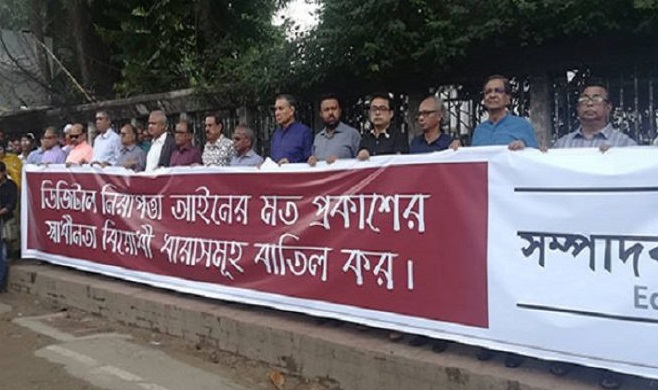 ডিজিটাল নিরাপত্তা আইনের মত প্রকাশের
স্বাধীনতা বিরোধী ধারাসমূহ বাতিল কর।
সম্পাদক
Ed